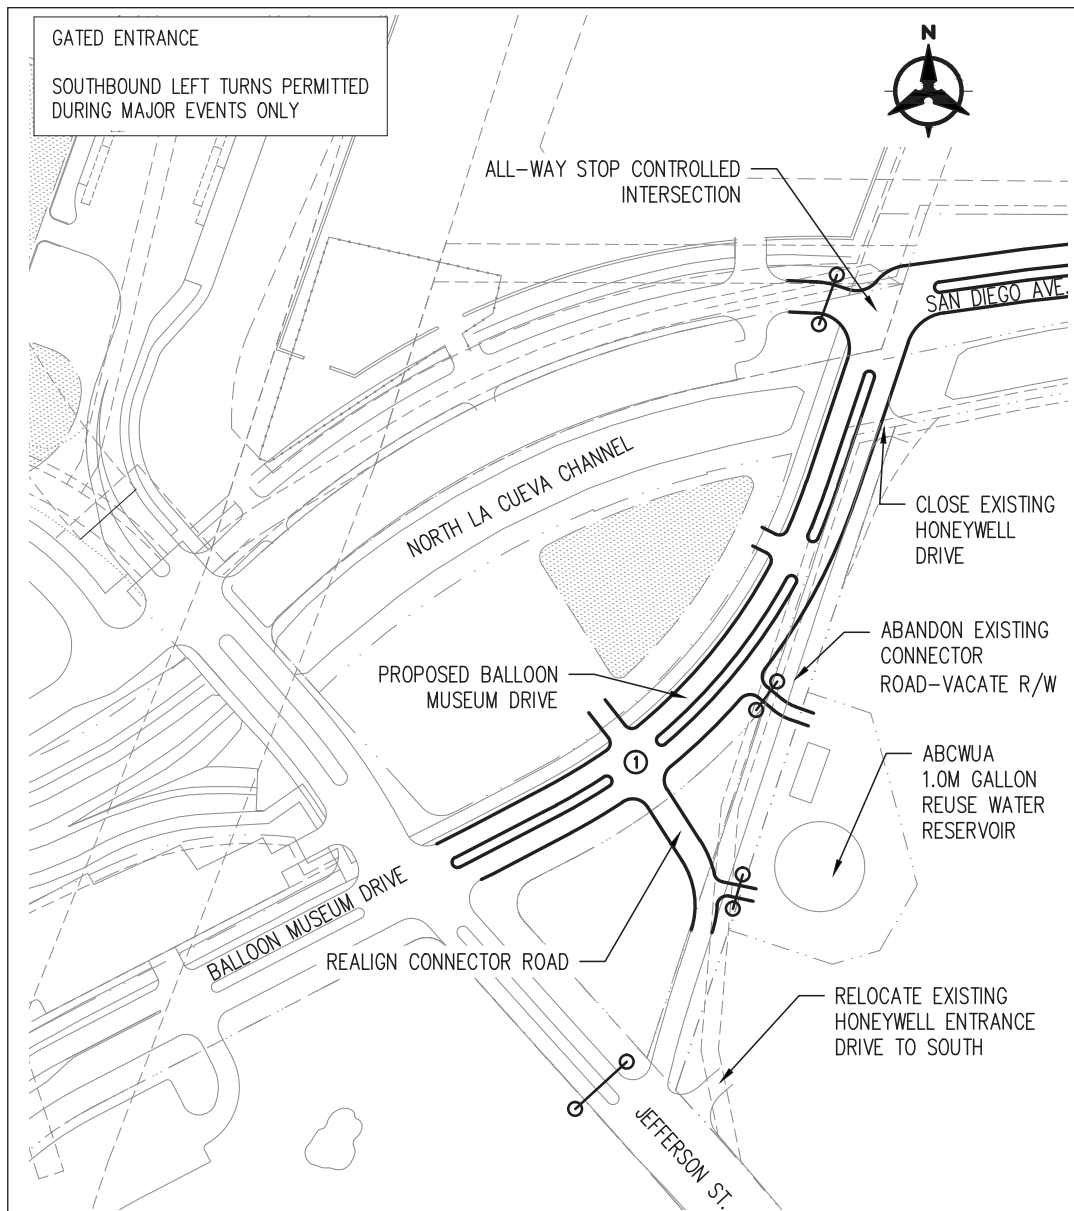 GATED ENTRANCE
SOUTHBOUND LEFT TURNS PERMITTED
DURING MAJOR EVENTS ONLY
N
ALL-WAY STOP CONTROLLED
INTERSECTION
SAN DIEGO AVE.
NORTH LA CUEVA CHANNEL
CLOSE EXISTING
HONEYWELL
DRIVE
ABANDON EXISTING
CONNECTOR
ROAD-VACATE R/W
PROPOSED BALLOON
MUSEUM DRIVE
1
ABCWUA
1.0M GALLON
REUSE WATER
RESERVOIR
BALLOON MUSEUM DRIVE
REALIGN CONNECTOR ROAD
RELOCATE EXISTING
HONEYWELL ENTRANCE
DRIVE TO SOUTH
JEFFERSON ST.